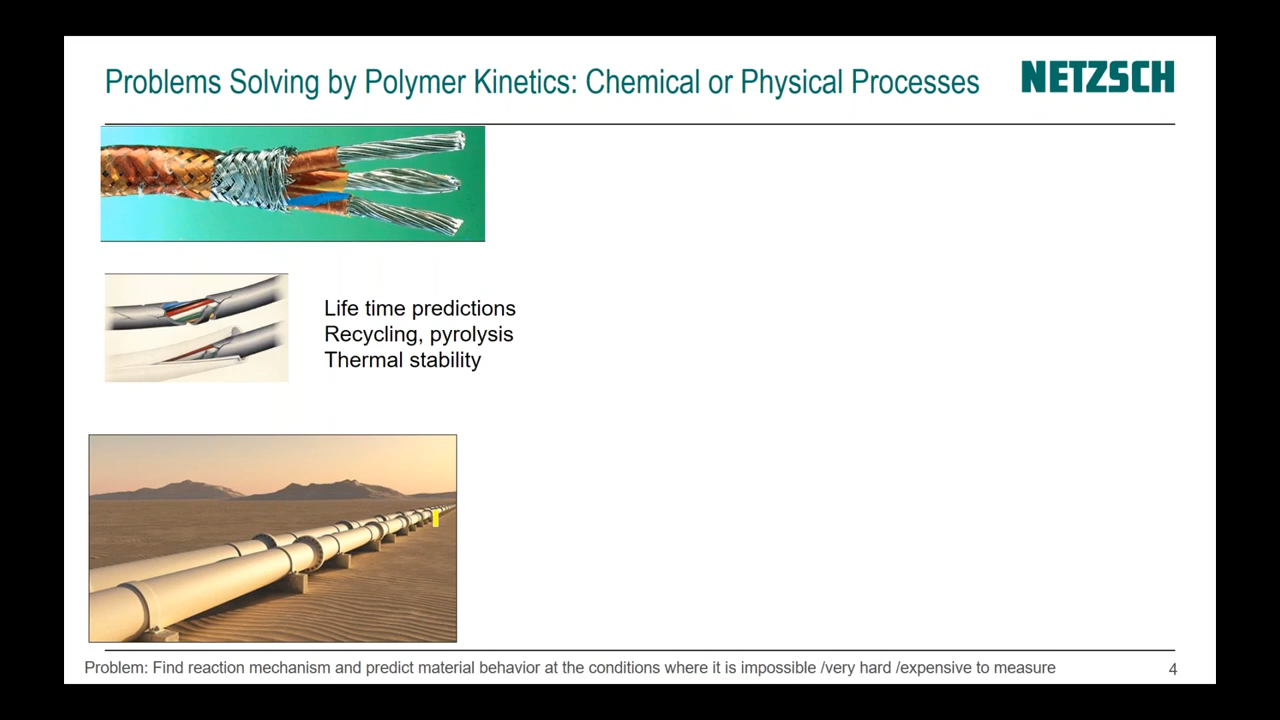 Problems Solving by Polymer Kinetics: Chemical or Physical Processes
NETZSCH
Life time predictions
Recycling, pyrolysis
Thermal stability
Problem: Find reaction mechanism and predict material behavior at the conditions where it is impossible /very hard /expensive to measure
4